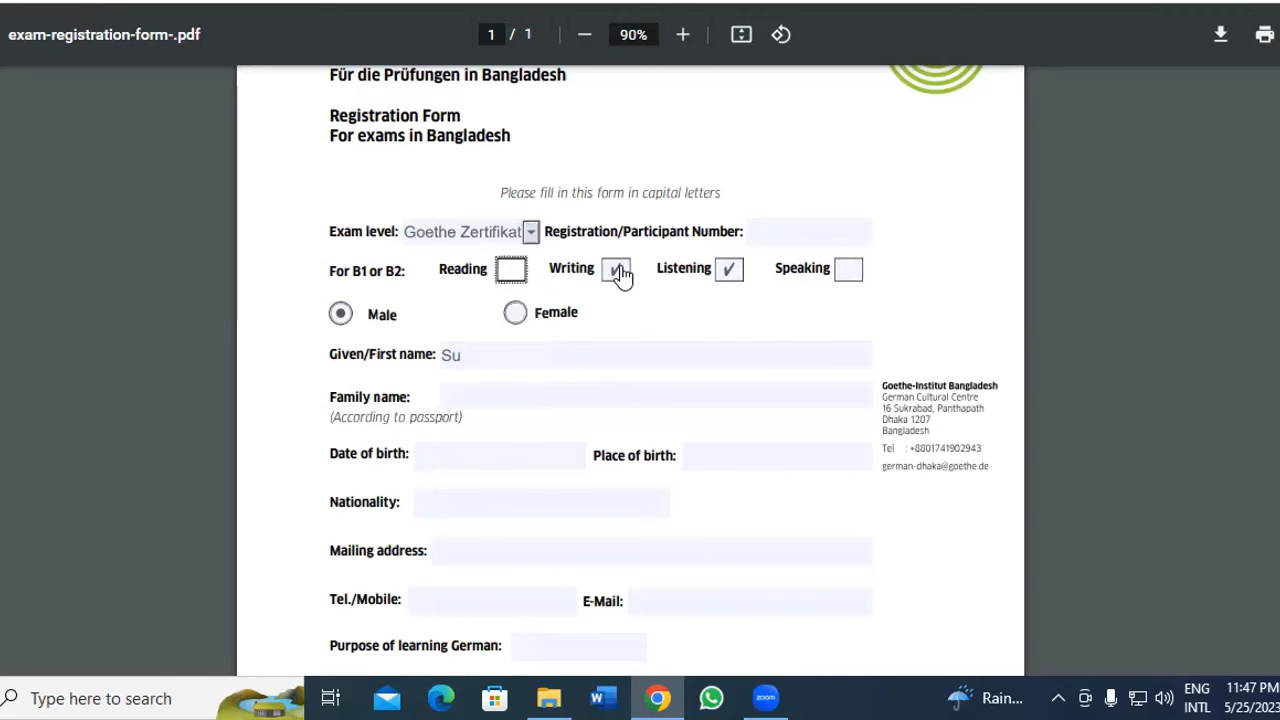 exam-registration-form-.pdf 1 / 1 90%
Für die Prüfungen in Bangladesh
Registration Form
For exams in Bangladesh
Please fill in this form in capital letters
Exam level: Goethe Zertifikat Registration/Participant Number:
For B1 or B2: Reading Writing Listening Speaking
Male Female
Given/First name: Su
Family name:
(According to passport)
Goethe-Institut Bangladesh
German Cultural Centre
16 Sukrabad, Panthapath
Dhaka 1207
Bangladesh
Tel : +8801741902943
german-dhaka@goethe.de
Date of birth: Place of birth:
Nationality:
Mailing address:
Tel./Mobile: E-Mail:
Purpose of learning German:
Type here to search zoom Rain... ENG 11:47 PM
INTL 5/25/2023